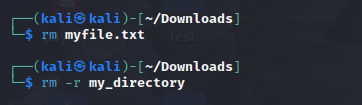 ┌──(kali㉿kali)-[~/Downloads]
└─$ rm myfile.txt
┌──(kali㉿kali)-[~/Downloads]
└─$ rm -r my_directory